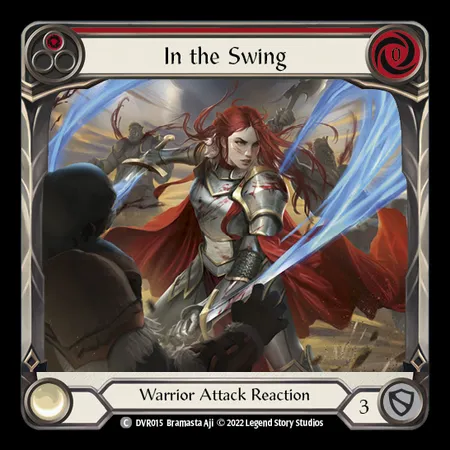 In the Swing
0
Warrior Attack Reaction
3
C DVR015 Bramasta Aji © 2022 Legend Story Studios